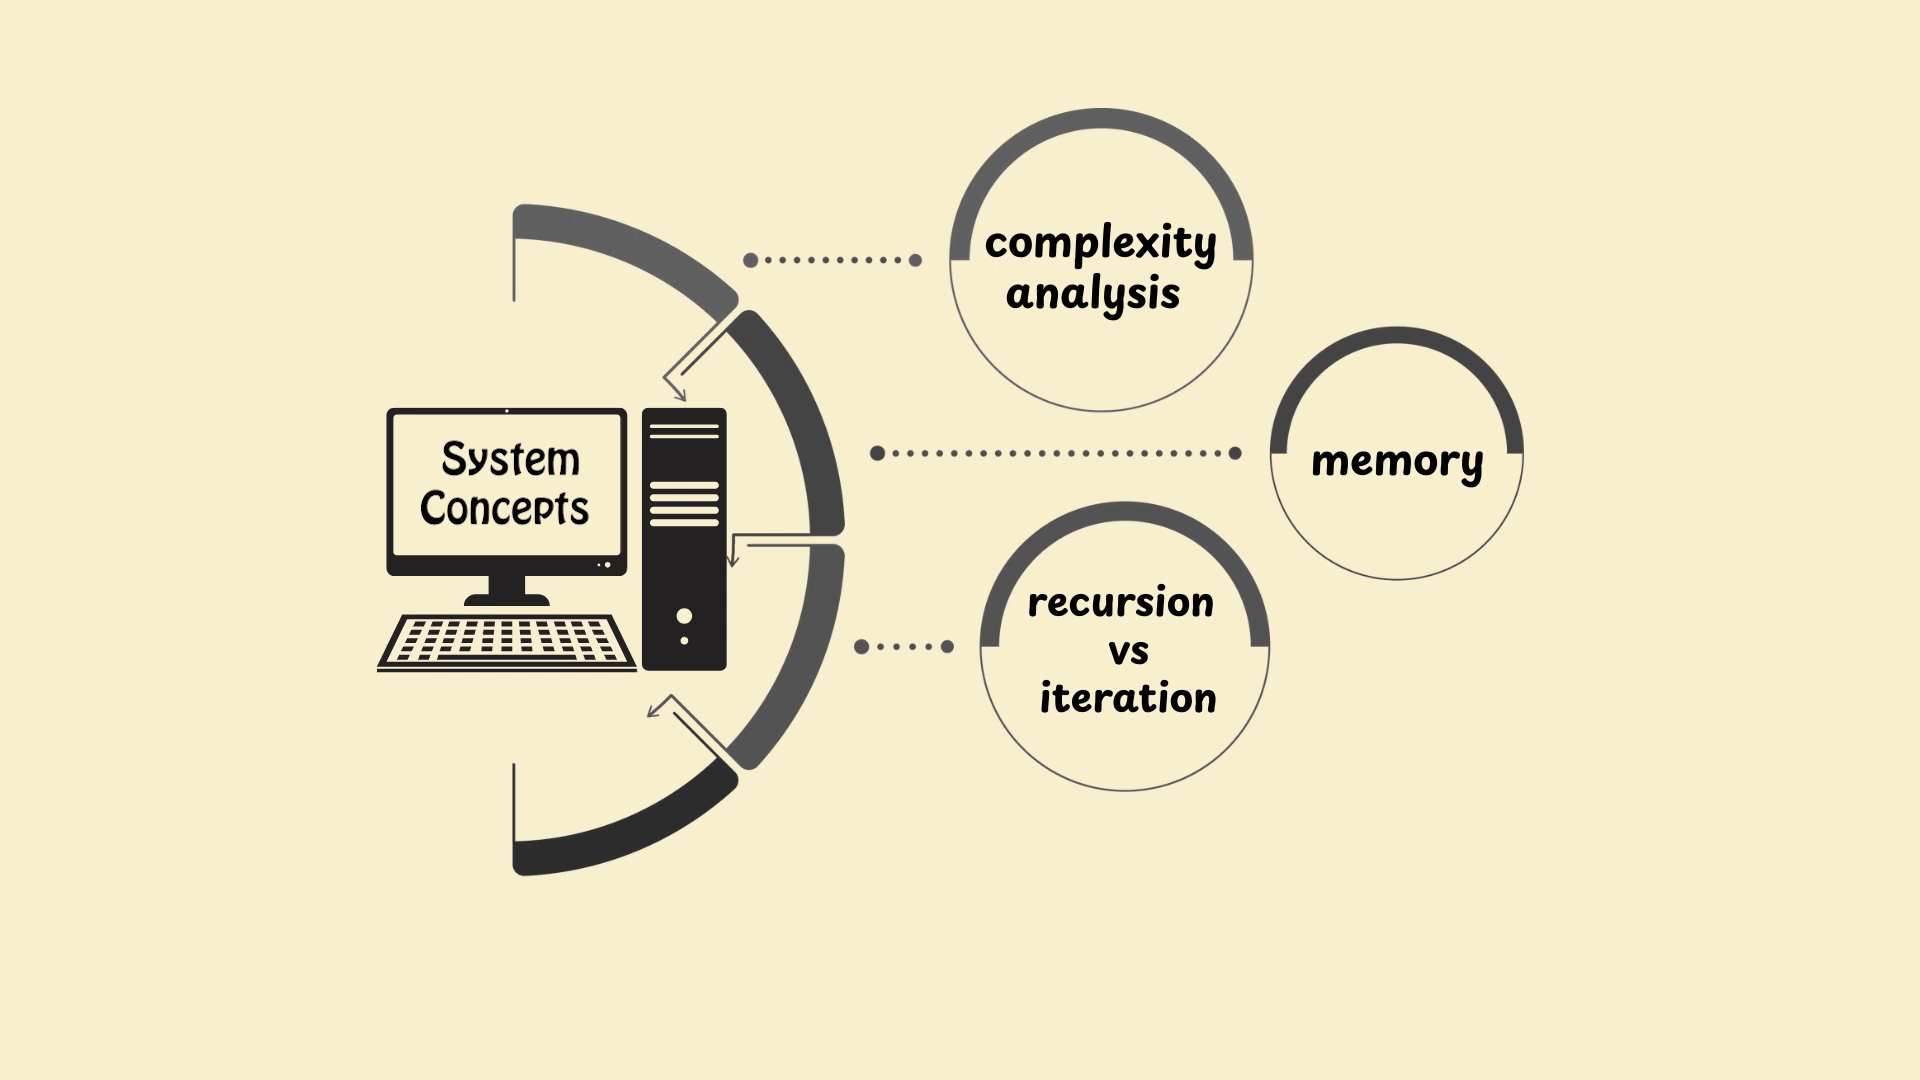 System
Concepts
complexity
analysis
memory
recursion
vs
iteration